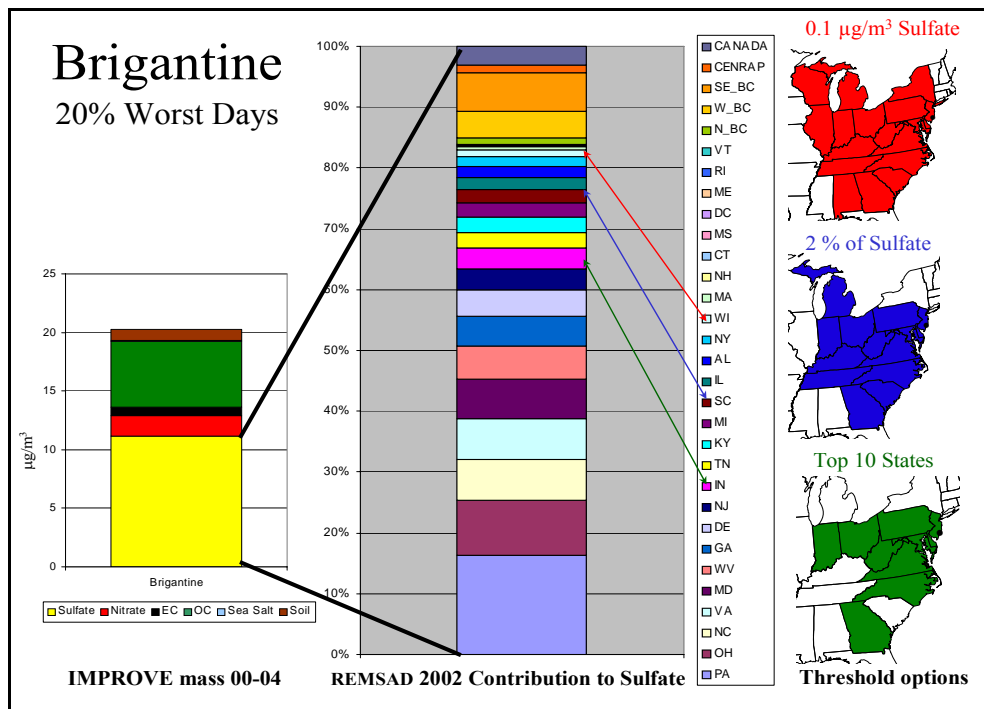 Brigantine
20% Worst Days
25
20
15
10
5
0
µg/m³
Brigantine
Sulfate Nitrate EC OC Sea Salt Soil
IMPROVE mass 00-04
100%
90%
80%
70%
60%
50%
40%
30%
20%
10%
0%
REMSAD 2002 Contribution to Sulfate
CANADA
CENRAP
SE_BC
W_BC
N_BC
VT
RI
ME
DC
MS
CT
NH
MA
WI
NY
AL
IL
SC
MI
KY
TN
IN
NJ
DE
GA
WV
MD
VA
NC
OH
PA
0.1 µg/m³ Sulfate
2 % of Sulfate
Top 10 States
Threshold options